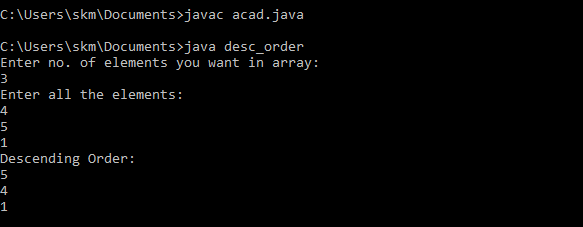 C:\Users\skm\Documents>javac acad.java
C:\Users\skm\Documents>java desc_order
Enter no. of elements you want in array:
3
Enter all the elements:
4
5
1
Descending Order:
5
4
1